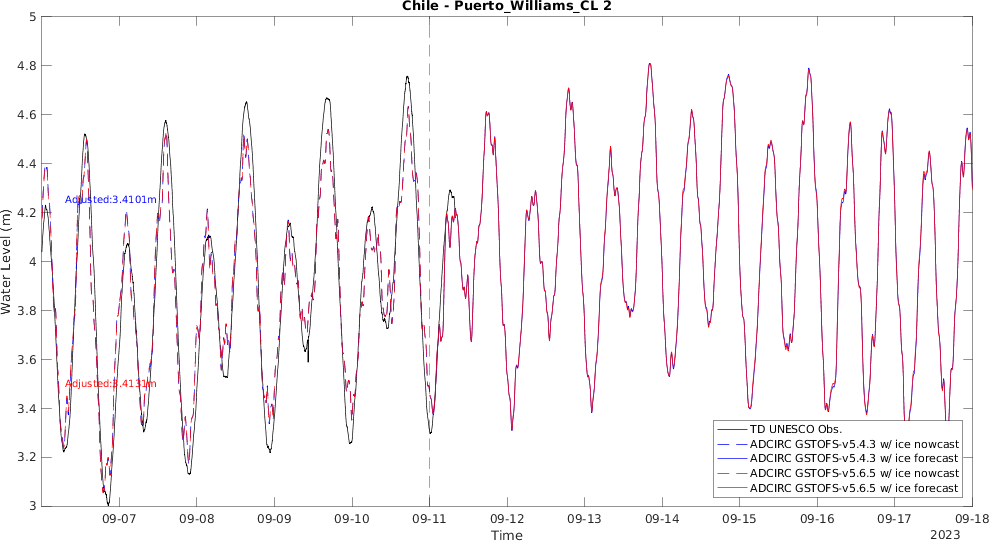 Chile - Puerto_Williams_CL 2
Water Level (m)
5
4.8
4.6
4.4
4.2
4
3.8
3.6
3.4
3.2
3
Adjusted:3.4101m
Adjusted:3.4131m
TD UNESCO Obs.
ADCIRC GSTOFS-v5.4.3 w/ ice nowcast
ADCIRC GSTOFS-v5.4.3 w/ ice forecast
ADCIRC GSTOFS-v5.6.5 w/ ice nowcast
ADCIRC GSTOFS-v5.6.5 w/ ice forecast
09-07 09-08 09-09 09-10 09-11 09-12 09-13 09-14 09-15 09-16 09-17 09-18
Time
2023